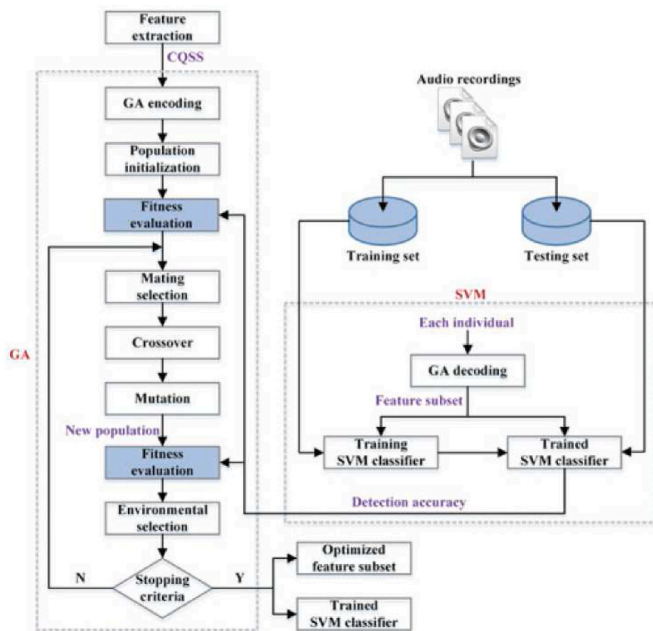 Feature
extraction
CQSS
GA encoding
Population
initialization
Fitness
evaluation
Mating
selection
Crossover
Mutation
New population
Fitness
evaluation
Environmental
selection
Stopping
criteria
N
Y
GA
Optimized
feature subset
Trained
SVM classifier
Audio recordings
Training set
Testing set
SVM
Each individual
GA decoding
Feature subset
Training
SVM classifier
Trained
SVM classifier
Detection accuracy